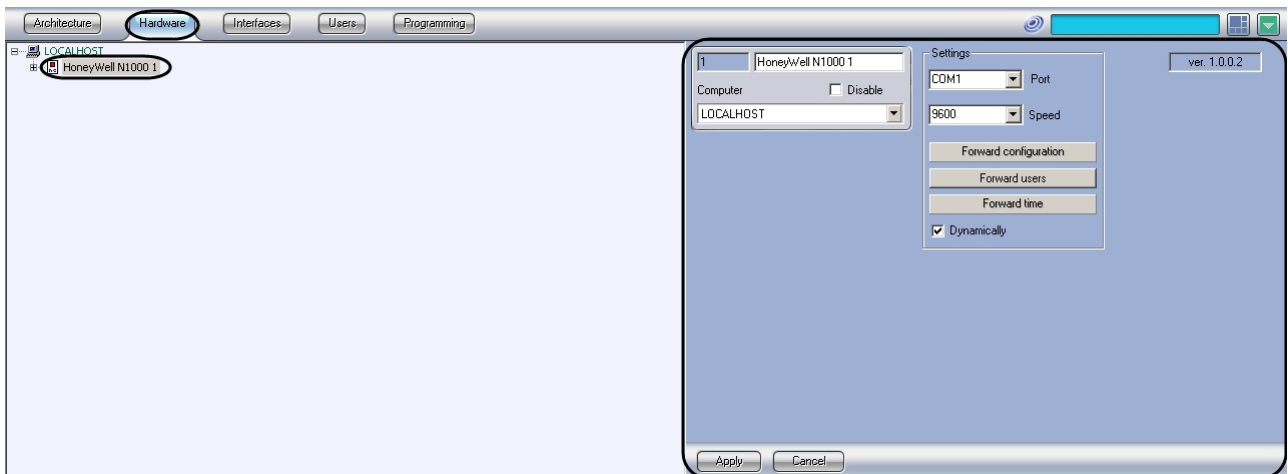 Architecture Hardware Interfaces Users Programming
LOCALHOST
HoneyWell N1000 1
1 HoneyWell N1000 1
Computer Disable
LOCALHOST
Settings
COM1 Port
9600 Speed
Forward configuration
Forward users
Forward time
Dynamically
ver. 1.0.0.2
Apply Cancel